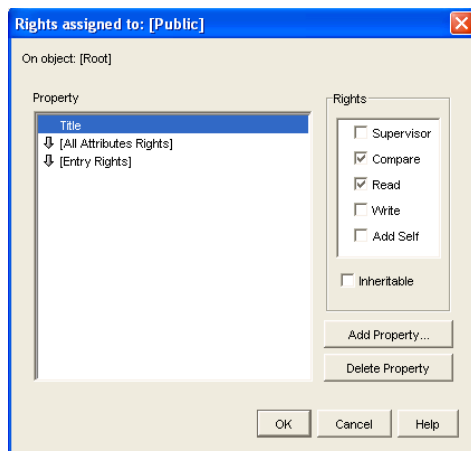 Rights assigned to: [Public]
On object: [Root]
Property
Rights
Title
[All Attributes Rights]
[Entry Rights]
Supervisor
Compare
Read
Write
Add Self
Inheritable
Add Property...
Delete Property
OK
Cancel
Help